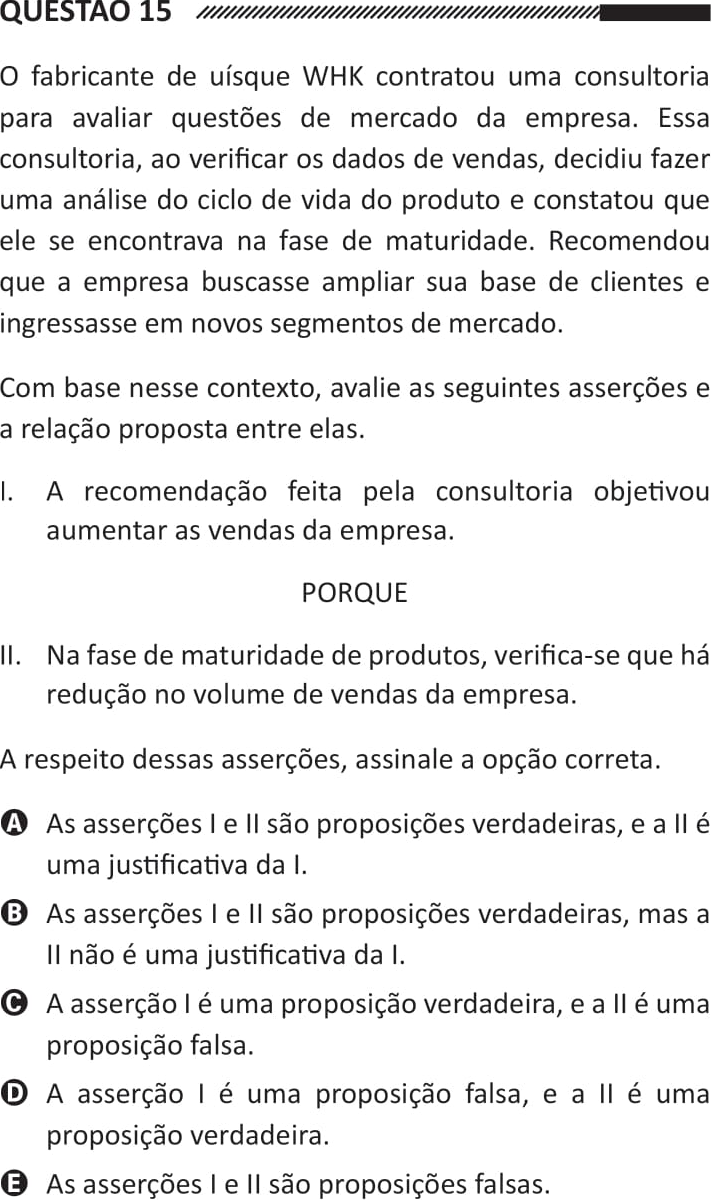 QUESTÃO 15
O fabricante de uísque WHK contratou uma consultoria
para avaliar questões de mercado da empresa. Essa
consultoria, ao verificar os dados de vendas, decidiu fazer
uma análise do ciclo de vida do produto e constatou que
ele se encontrava na fase de maturidade. Recomendou
que a empresa buscasse ampliar sua base de clientes e
ingressasse em novos segmentos de mercado.
Com base nesse contexto, avalie as seguintes asserções e
a relação proposta entre elas.
I. A recomendação feita pela consultoria objetivou
aumentar as vendas da empresa.
PORQUE
II. Na fase de maturidade de produtos, verifica-se que há
redução no volume de vendas da empresa.
A respeito dessas asserções, assinale a opção correta.
A As asserções I e II são proposições verdadeiras, e a II é
uma justificativa da I.
B As asserções I e II são proposições verdadeiras, mas a
II não é uma justificativa da I.
C A asserção I é uma proposição verdadeira, e a II é uma
proposição falsa.
D A asserção I é uma proposição falsa, e a II é uma
proposição verdadeira.
E As asserções I e II são proposições falsas.